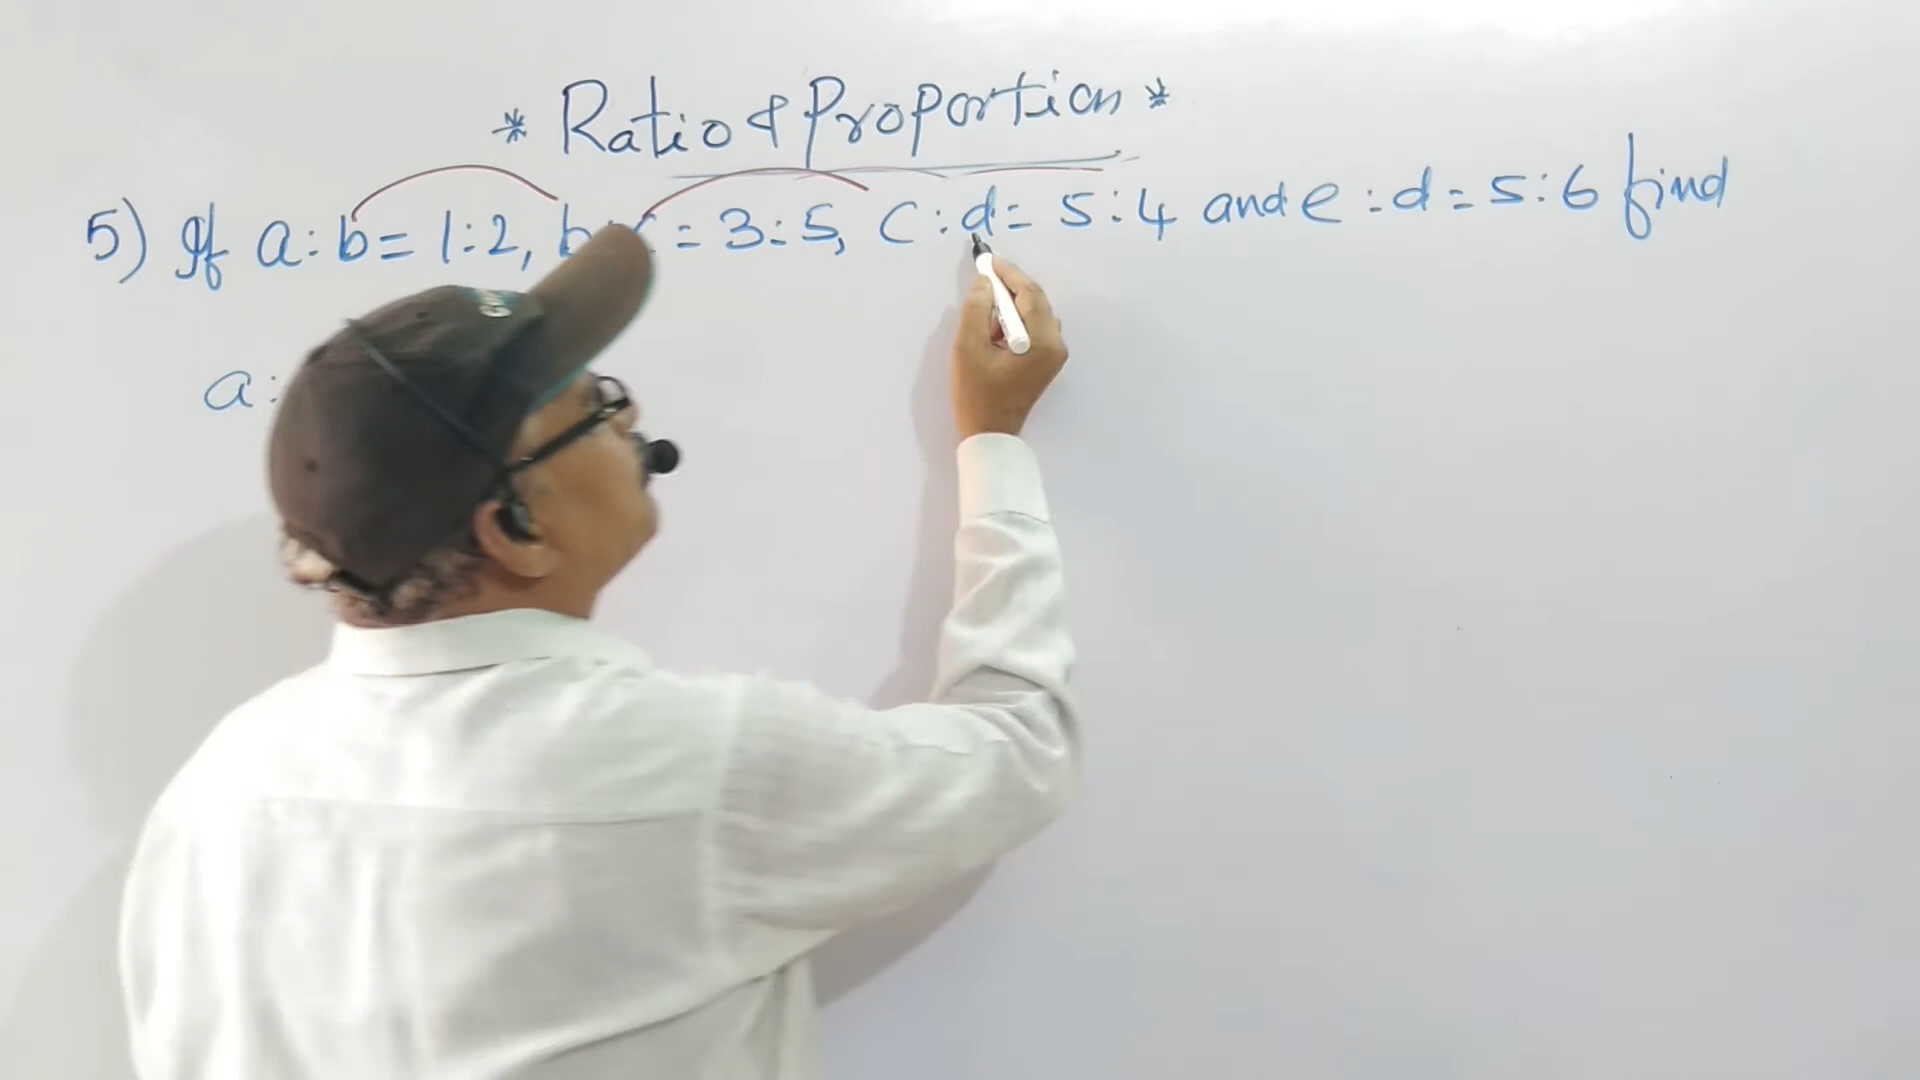 * Ratio & Proportion *
5) If a : b = 1 : 2, b : c = 3 : 5, c : d = 5 : 4 and e : d = 5 : 6 find
a :